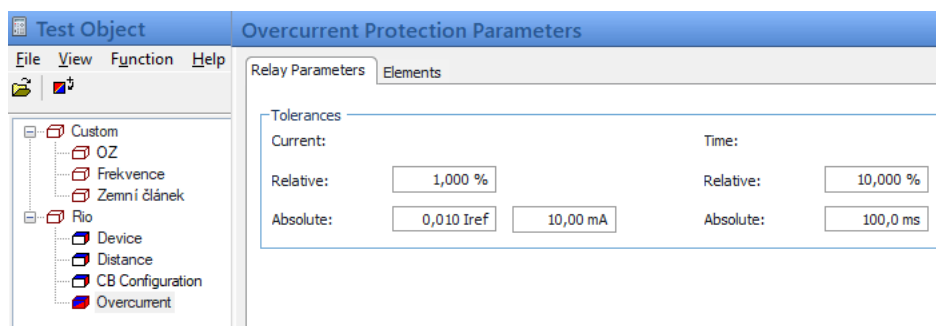 Test Object
Overcurrent Protection Parameters
File View Function Help
Relay Parameters Elements
Custom
OZ
Frekvence
Zemní článek
Rio
Device
Distance
CB Configuration
Overcurrent
Tolerances
Current: Time:
Relative: 1,000 % Relative: 10,000 %
Absolute: 0,010 Iref 10,00 mA Absolute: 100,0 ms